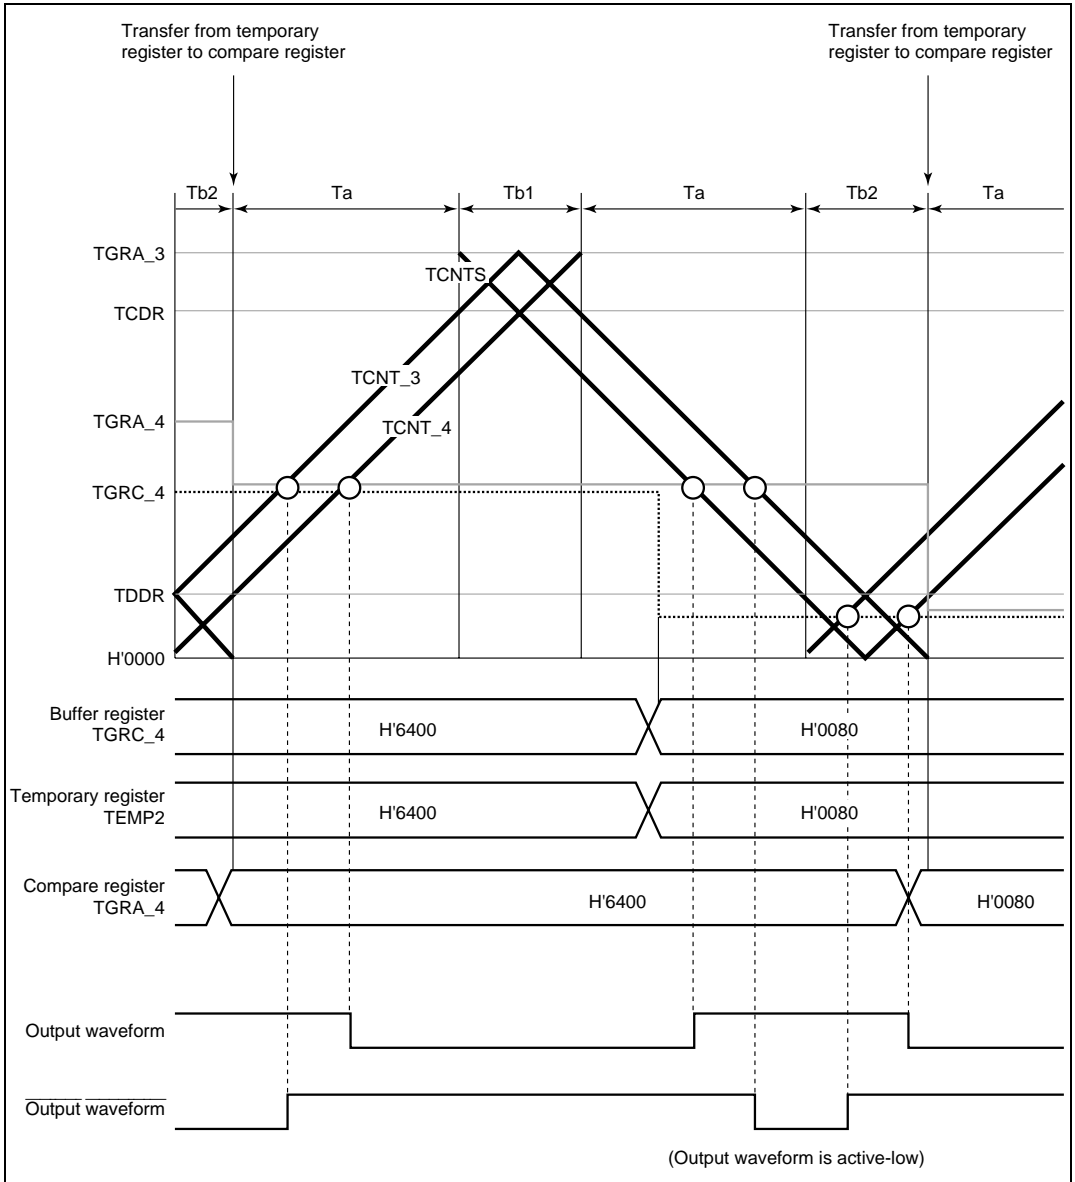 Transfer from temporary
register to compare register
Transfer from temporary
register to compare register
Tb2
Ta
Tb1
Ta
Tb2
Ta
TGRA_3
TCNTS
TCDR
TCNT_3
TGRA_4
TCNT_4
TGRC_4
TDDR
H'0000
Buffer register
TGRC_4
H'6400
H'0080
Temporary register
TEMP2
H'6400
H'0080
Compare register
TGRA_4
H'6400
H'0080
Output waveform
Output waveform
(Output waveform is active-low)